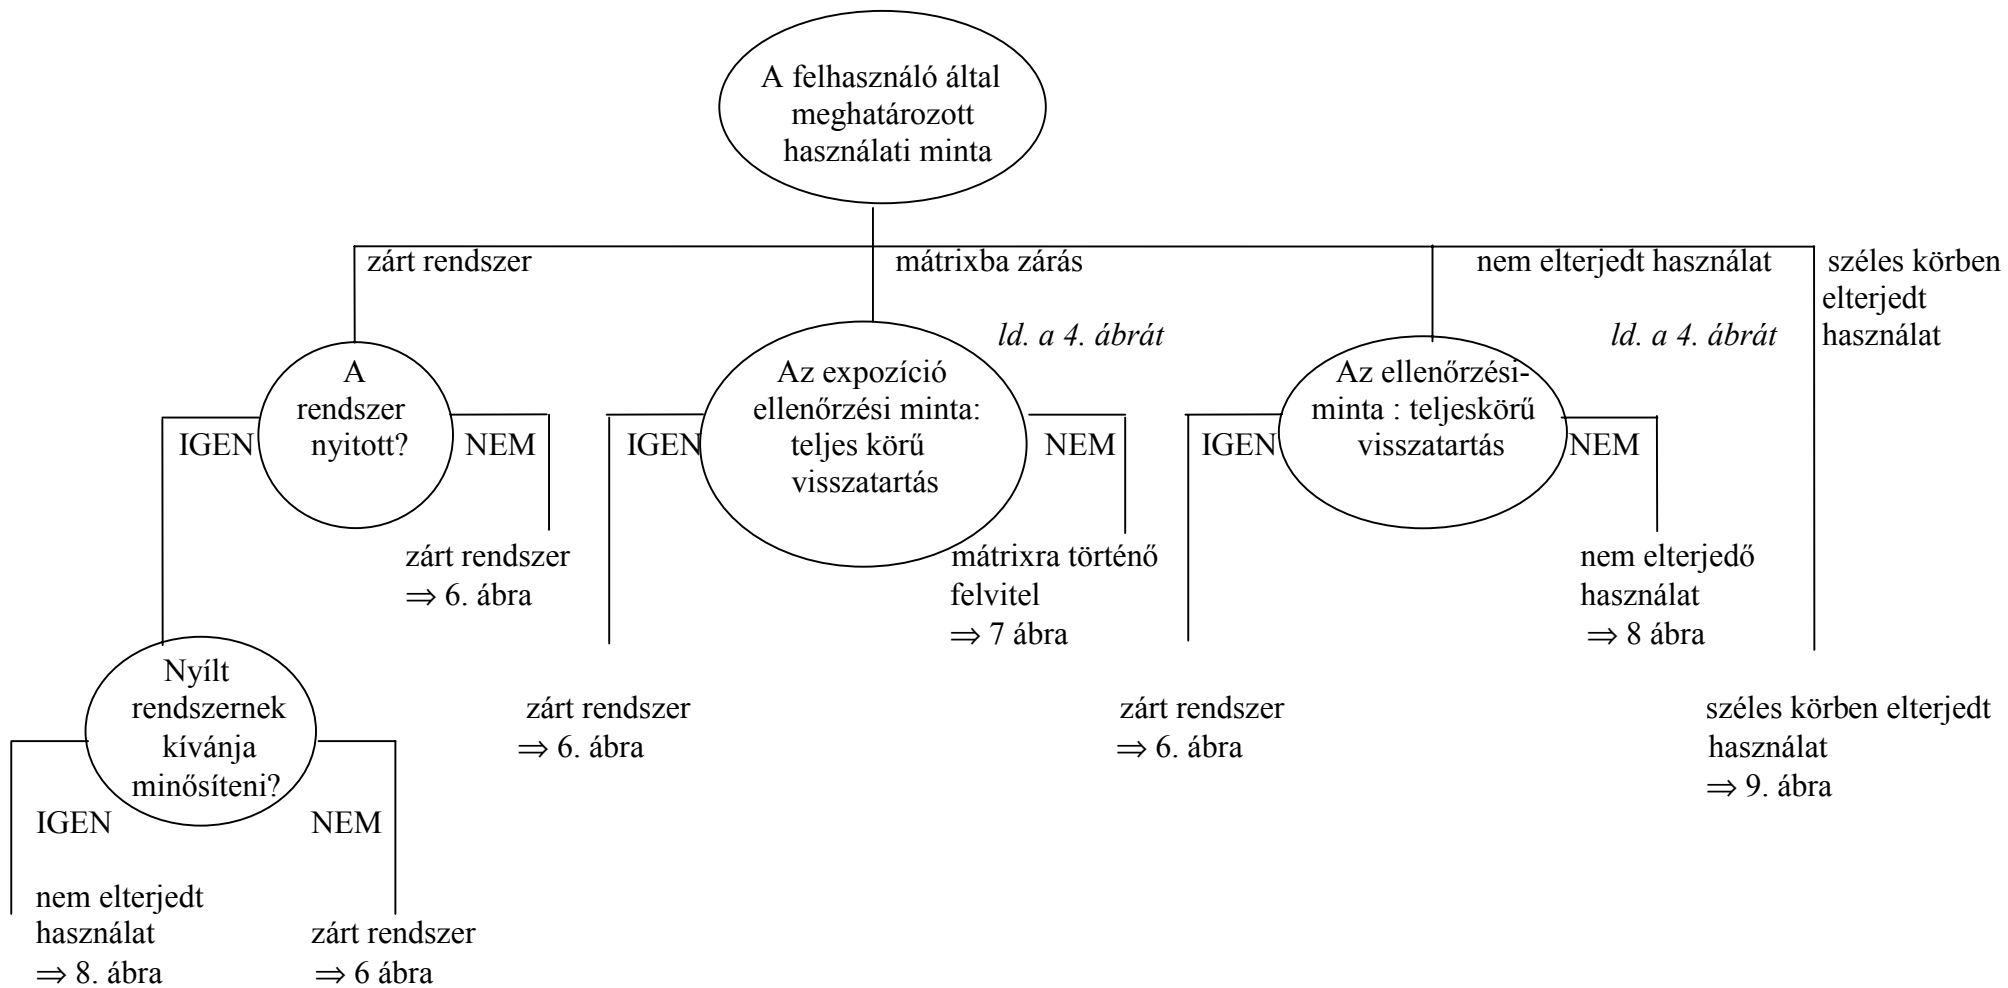 A felhasználó által
meghatározott
használati minta
zárt rendszer
mátrixba zárás
nem elterjedt használat
széles körben
elterjedt
használat
ld. a 4. ábrát
ld. a 4. ábrát
A
rendszer
nyitott?
IGEN
NEM
Az expozíció
ellenőrzési minta:
teljes körű
visszatartás
IGEN
NEM
Az ellenőrzési-
minta : teljeskörű
visszatartás
IGEN
NEM
zárt rendszer
⇒ 6. ábra
mátrixra történő
felvitel
⇒ 7 ábra
nem elterjedő
használat
⇒ 8 ábra
Nyílt
rendszernek
kívánja
minősíteni?
IGEN
NEM
zárt rendszer
⇒ 6. ábra
zárt rendszer
⇒ 6. ábra
széles körben elterjedt
használat
⇒ 9. ábra
nem elterjedt
használat
⇒ 8. ábra
zárt rendszer
⇒ 6 ábra